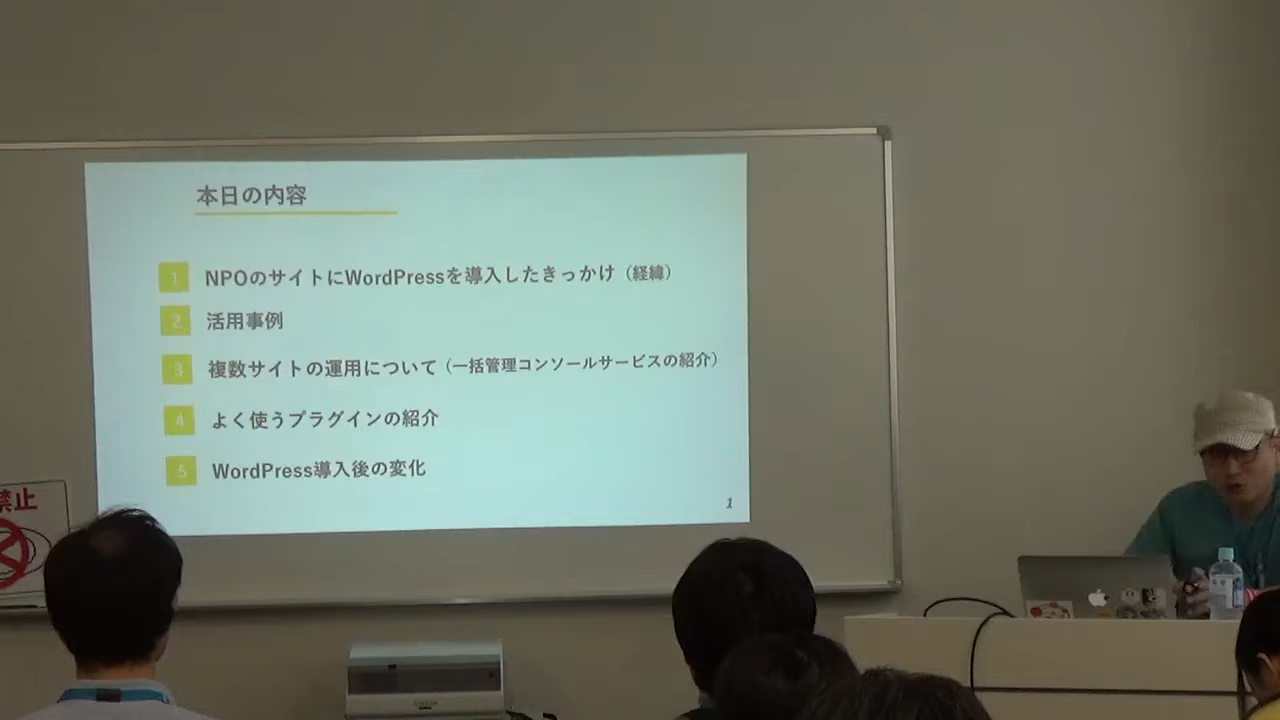 本日の内容
1 NPOのサイトにWordPressを導入したきっかけ（経緯）
2 活用事例
3 複数サイトの運用について（一括管理コンソールサービスの紹介）
4 よく使うプラグインの紹介
5 WordPress導入後の変化
1
禁止